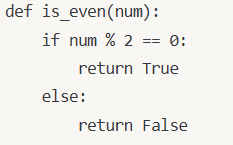 def is_even(num):
    if num % 2 == 0:
        return True
    else:
        return False